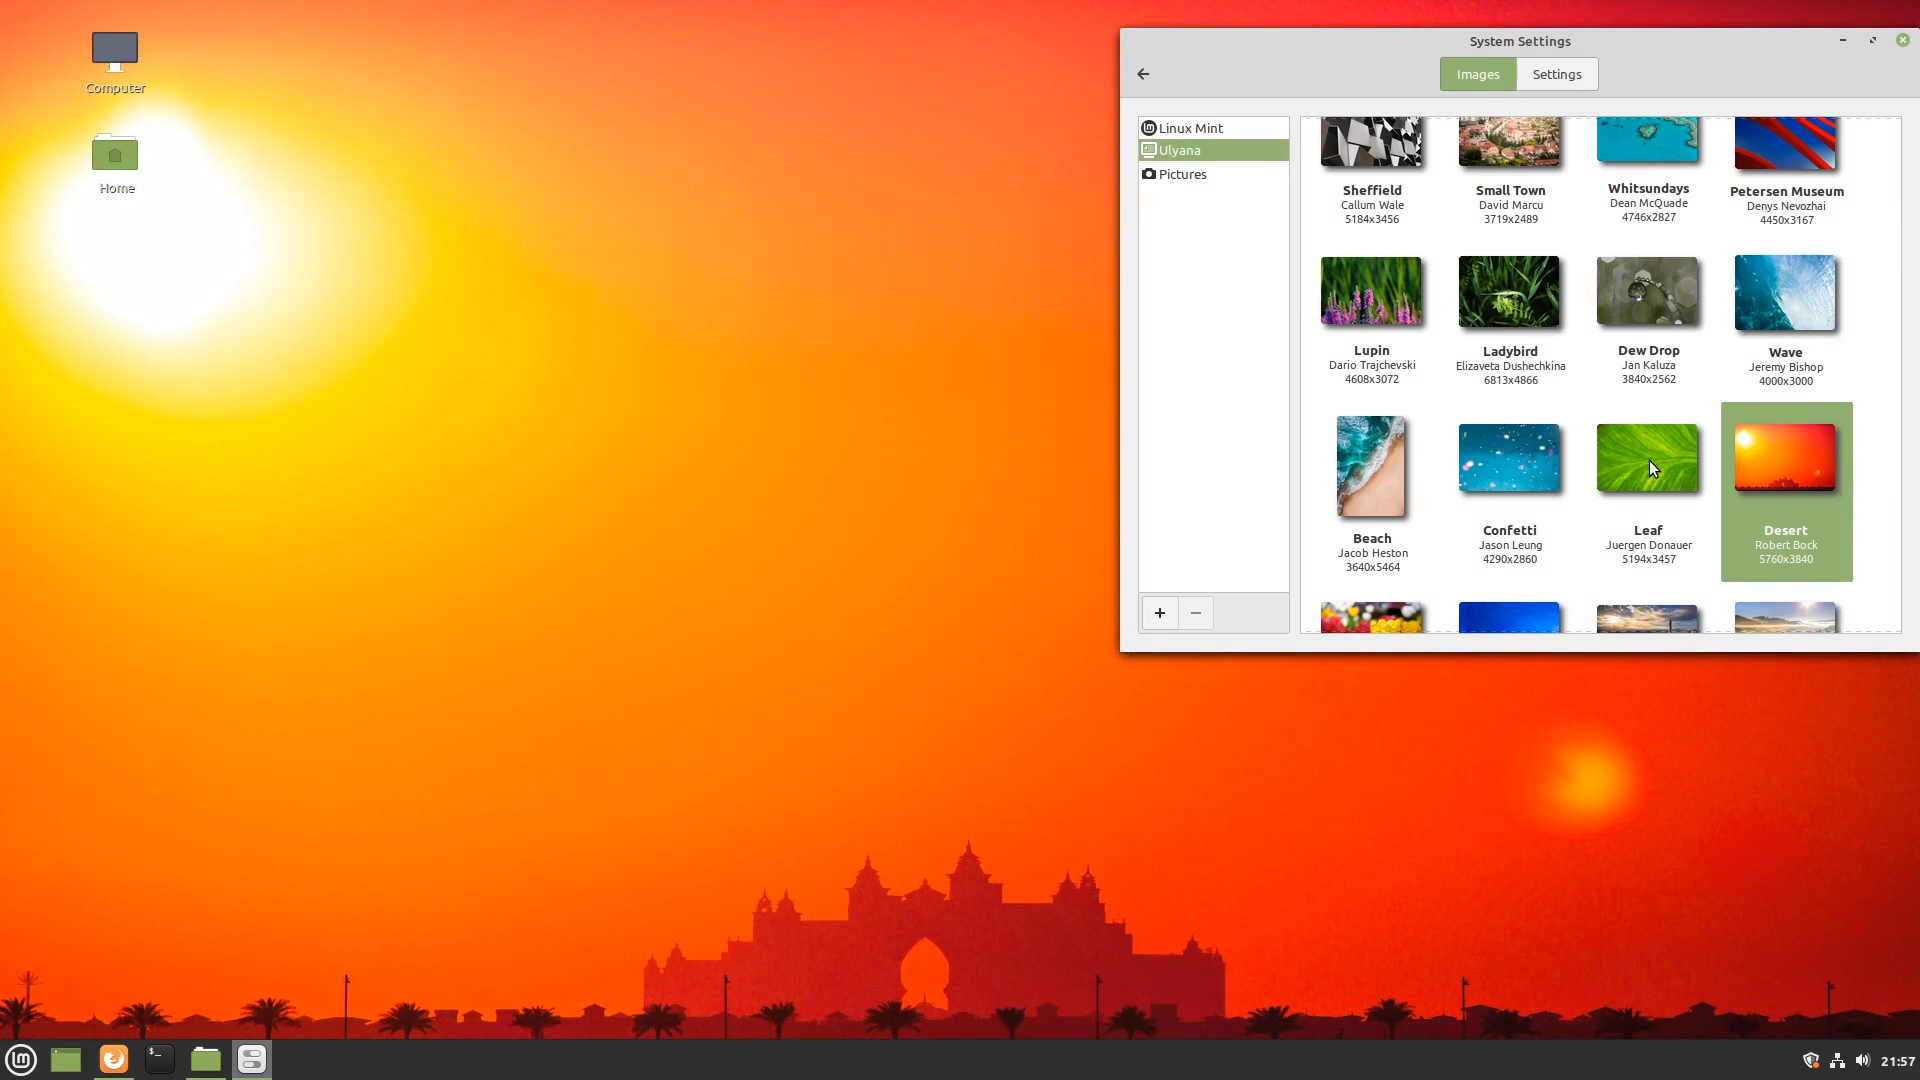 Computer
Home
System Settings
Images
Settings
Linux Mint
Ulyana
Pictures
Sheffield
Callum Wale
5184x3456
Small Town
David Marcu
3719x2489
Whitsundays
Dean McQuade
4746x2827
Petersen Museum
Denys Nevozhai
4450x3167
Lupin
Dario Trajchevski
4608x3072
Ladybird
Elizaveta Dushechkina
6813x4866
Dew Drop
Jan Kaluza
3840x2562
Wave
Jeremy Bishop
4000x3000
Beach
Jacob Heston
3640x5464
Confetti
Jason Leung
4290x2860
Leaf
Juergen Donauer
5194x3457
Desert
Robert Bock
5760x3840
+
−
$_
21:57